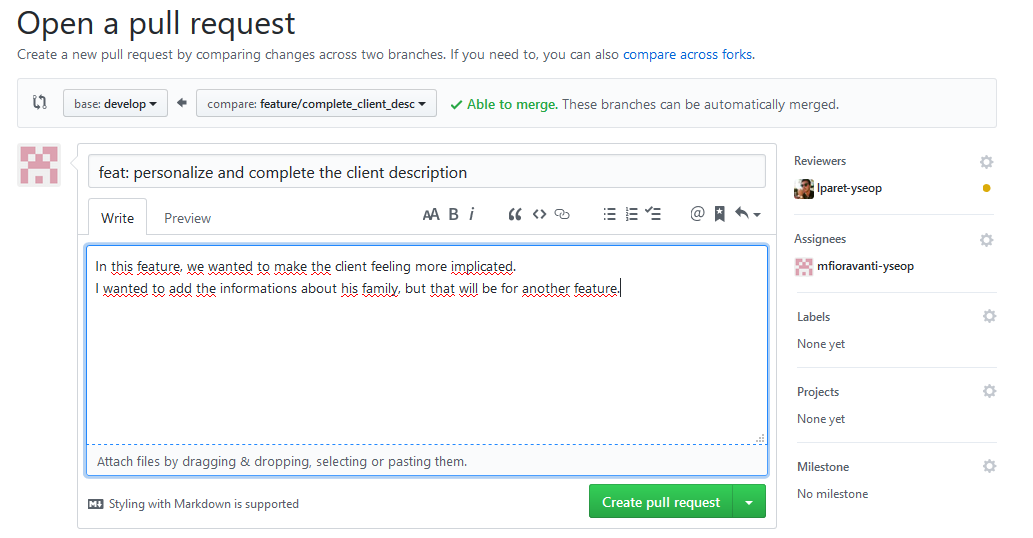 Open a pull request
Create a new pull request by comparing changes across two branches. If you need to, you can also compare across forks.
base: develop compare: feature/complete_client_desc Able to merge. These branches can be automatically merged.
feat: personalize and complete the client description
Write Preview AA B i @
In this feature, we wanted to make the client feeling more implicated.
I wanted to add the informations about his family, but that will be for another feature.
Attach files by dragging & dropping, selecting or pasting them.
Styling with Markdown is supported
Create pull request
Reviewers
lparet-yseop
Assignees
mfioravanti-yseop
Labels
None yet
Projects
None yet
Milestone
No milestone